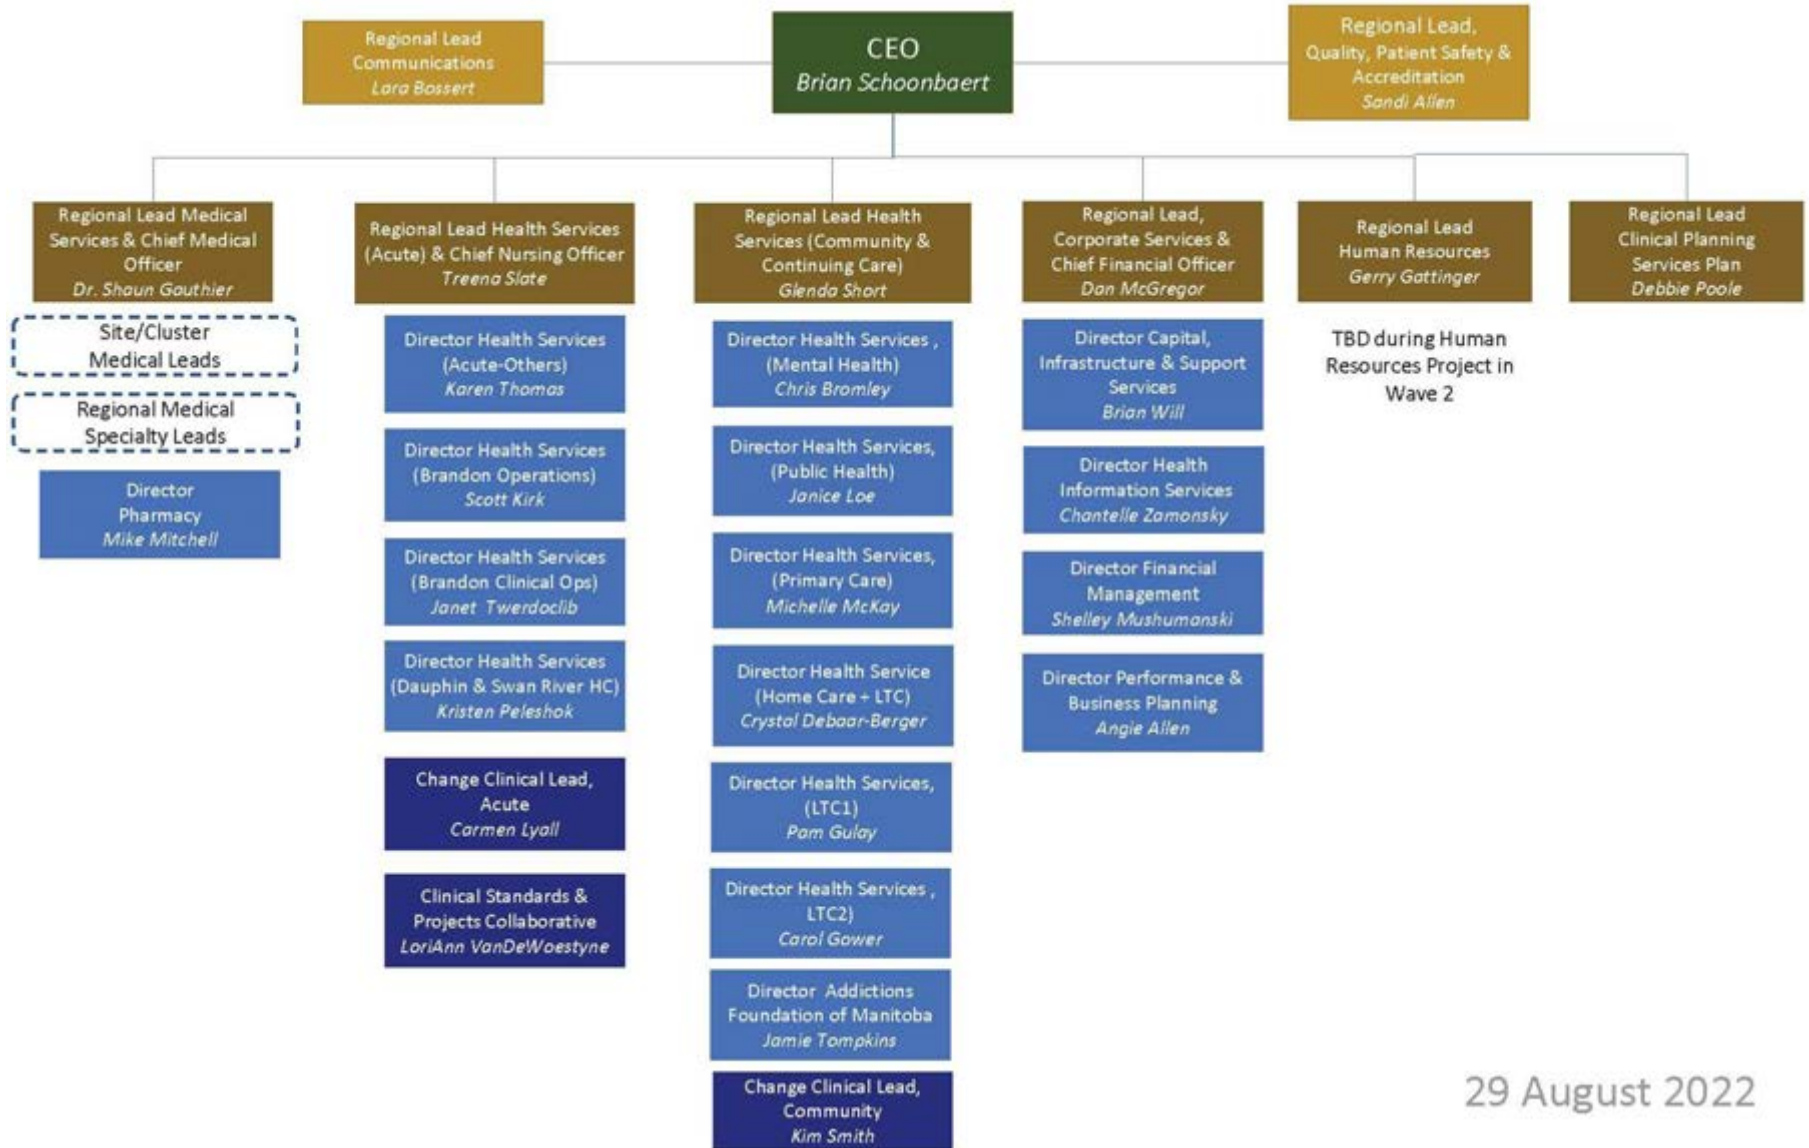 Regional Lead
Communications
Lara Bossert
CEO
Brian Schoonbaert
Regional Lead,
Quality, Patient Safety &
Accreditation
Sandi Allen
Regional Lead Medical
Services & Chief Medical
Officer
Dr. Shaun Gauthier
Site/Cluster
Medical Leads
Regional Medical
Specialty Leads
Director
Pharmacy
Mike Mitchell
Regional Lead Health Services
(Acute) & Chief Nursing Officer
Treena Slate
Director Health Services
(Acute-Others)
Karen Thomas
Director Health Services
(Brandon Operations)
Scott Kirk
Director Health Services
(Brandon Clinical Ops)
Janet Twerdoclib
Director Health Services
(Dauphin & Swan River HC)
Kristen Peleshok
Change Clinical Lead,
Acute
Carmen Lyall
Clinical Standards &
Projects Collaborative
LoriAnn VanDeWoestyne
Regional Lead Health
Services (Community &
Continuing Care)
Glenda Short
Director Health Services ,
(Mental Health)
Chris Bromley
Director Health Services,
(Public Health)
Janice Loe
Director Health Services,
(Primary Care)
Michelle McKay
Director Health Service
(Home Care + LTC)
Crystal Debaar-Berger
Director Health Services,
(LTC1)
Pam Gulay
Director Health Services ,
LTC2)
Carol Gower
Director Addictions
Foundation of Manitoba
Jamie Tompkins
Change Clinical Lead,
Community
Kim Smith
Regional Lead,
Corporate Services &
Chief Financial Officer
Dan McGregor
Director Capital,
Infrastructure & Support
Services
Brian Will
Director Health
Information Services
Chantelle Zamonsky
Director Financial
Management
Shelley Mushumanski
Director Performance &
Business Planning
Angie Allen
Regional Lead
Human Resources
Gerry Gattinger
TBD during Human
Resources Project in
Wave 2
Regional Lead
Clinical Planning
Services Plan
Debbie Poole
29 August 2022